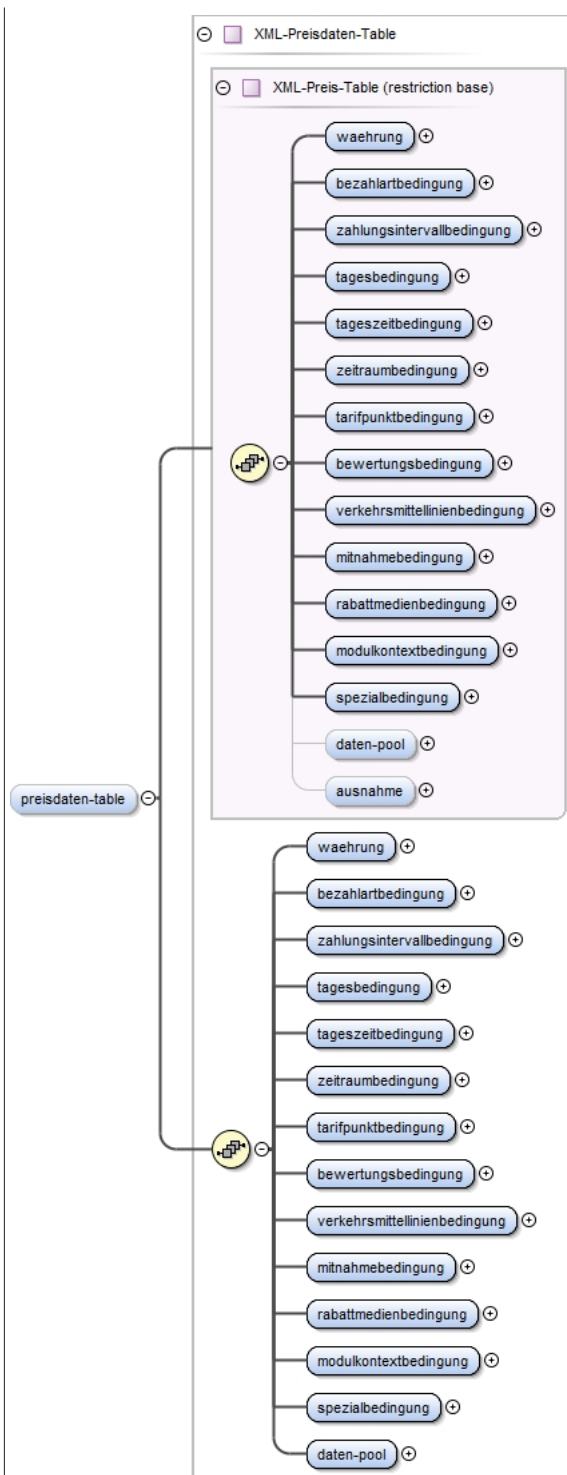 XML-Preisdaten-Table
XML-Preis-Table (restriction base)
waehrung
bezahlartbedingung
zahlungsintervallbedingung
tagesbedingung
tageszeitbedingung
zeitraumbedingung
tarifpunktbedingung
bewertungsbedingung
verkehrsmittellinienbedingung
mitnahmebedingung
rabattmedienbedingung
modulkontextbedingung
spezialbedingung
daten-pool
ausnahme
preisdaten-table
waehrung
bezahlartbedingung
zahlungsintervallbedingung
tagesbedingung
tageszeitbedingung
zeitraumbedingung
tarifpunktbedingung
bewertungsbedingung
verkehrsmittellinienbedingung
mitnahmebedingung
rabattmedienbedingung
modulkontextbedingung
spezialbedingung
daten-pool